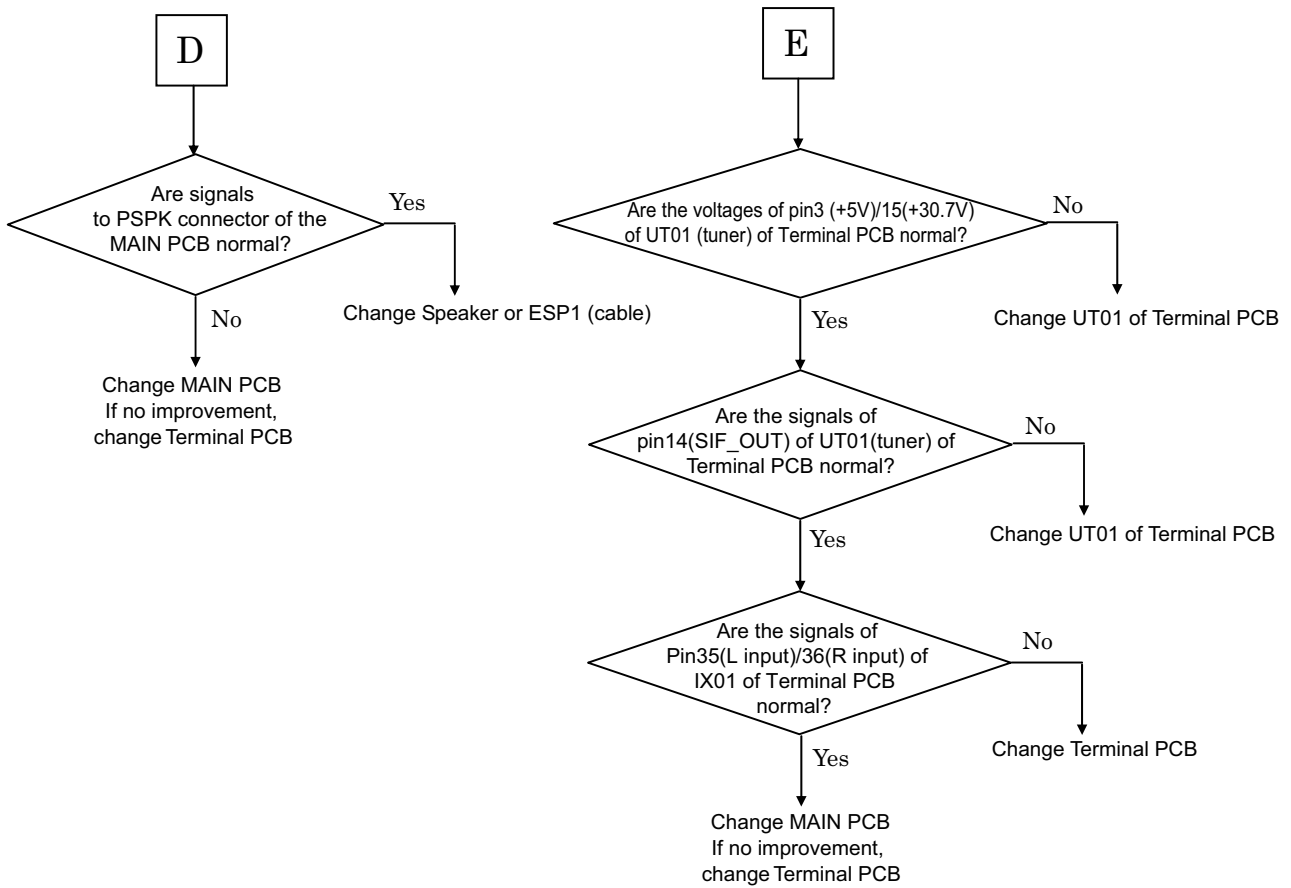 D
Are signals
to PSPK connector of the
MAIN PCB normal?
Yes
Change Speaker or ESP1 (cable)
No
Change MAIN PCB
If no improvement,
change Terminal PCB
E
Are the voltages of pin3 (+5V)/15(+30.7V)
of UT01 (tuner) of Terminal PCB normal?
No
Change UT01 of Terminal PCB
Yes
Are the signals of
pin14(SIF_OUT) of UT01(tuner) of
Terminal PCB normal?
No
Change UT01 of Terminal PCB
Yes
Are the signals of
Pin35(L input)/36(R input) of
IX01 of Terminal PCB
normal?
No
Change Terminal PCB
Yes
Change MAIN PCB
If no improvement,
change Terminal PCB